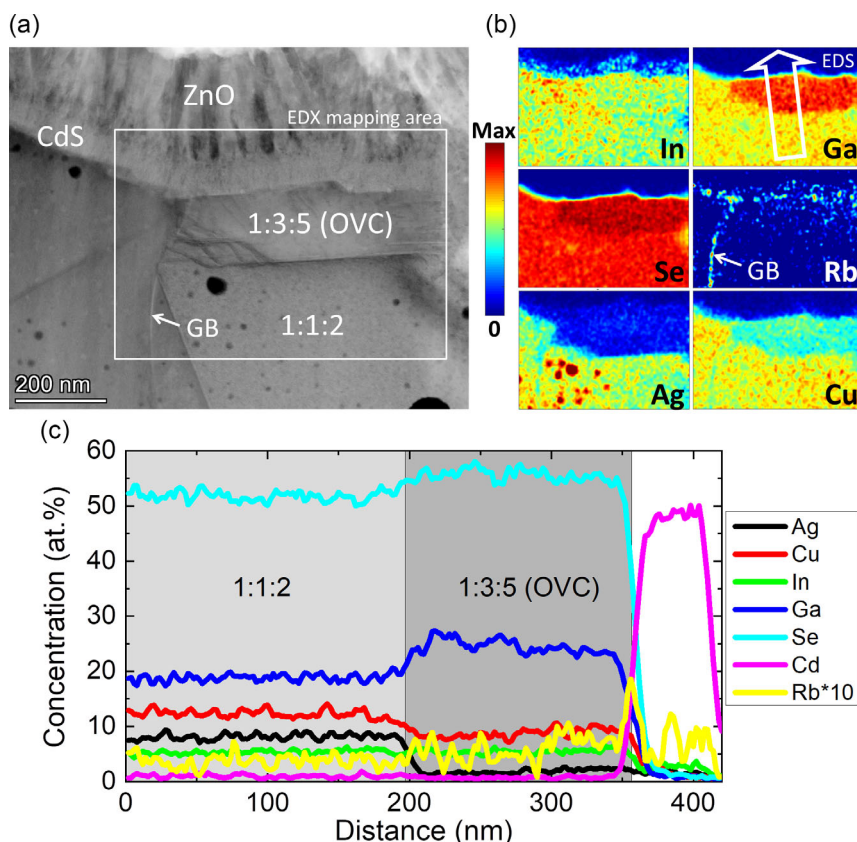 (a)
ZnO
CdS
EDX mapping area
1:3:5 (OVC)
GB
1:1:2
200 nm
(b)
Max
0
In
EDS
Ga
Se
GB
Rb
Ag
Cu
(c)
Concentration (at.%)
60
50
40
30
20
10
0
1:1:2
1:3:5 (OVC)
0
100
200
300
400
Distance (nm)
Ag
Cu
In
Ga
Se
Cd
Rb*10